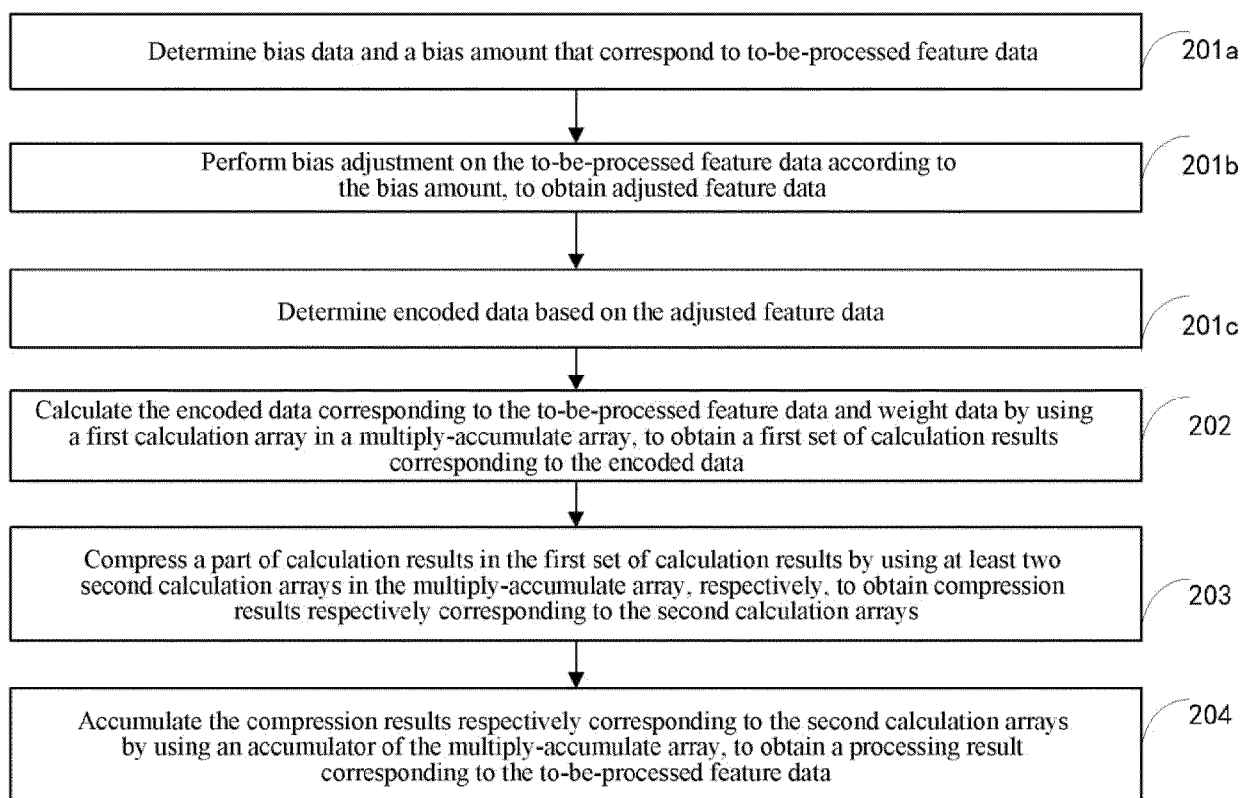 Determine bias data and a bias amount that correspond to to-be-processed feature data
201a
Perform bias adjustment on the to-be-processed feature data according to
the bias amount, to obtain adjusted feature data
201b
Determine encoded data based on the adjusted feature data
201c
Calculate the encoded data corresponding to the to-be-processed feature data and weight data by using
a first calculation array in a multiply-accumulate array, to obtain a first set of calculation results
corresponding to the encoded data
202
Compress a part of calculation results in the first set of calculation results by using at least two
second calculation arrays in the multiply-accumulate array, respectively, to obtain compression
results respectively corresponding to the second calculation arrays
203
Accumulate the compression results respectively corresponding to the second calculation arrays
by using an accumulator of the multiply-accumulate array, to obtain a processing result
corresponding to the to-be-processed feature data
204